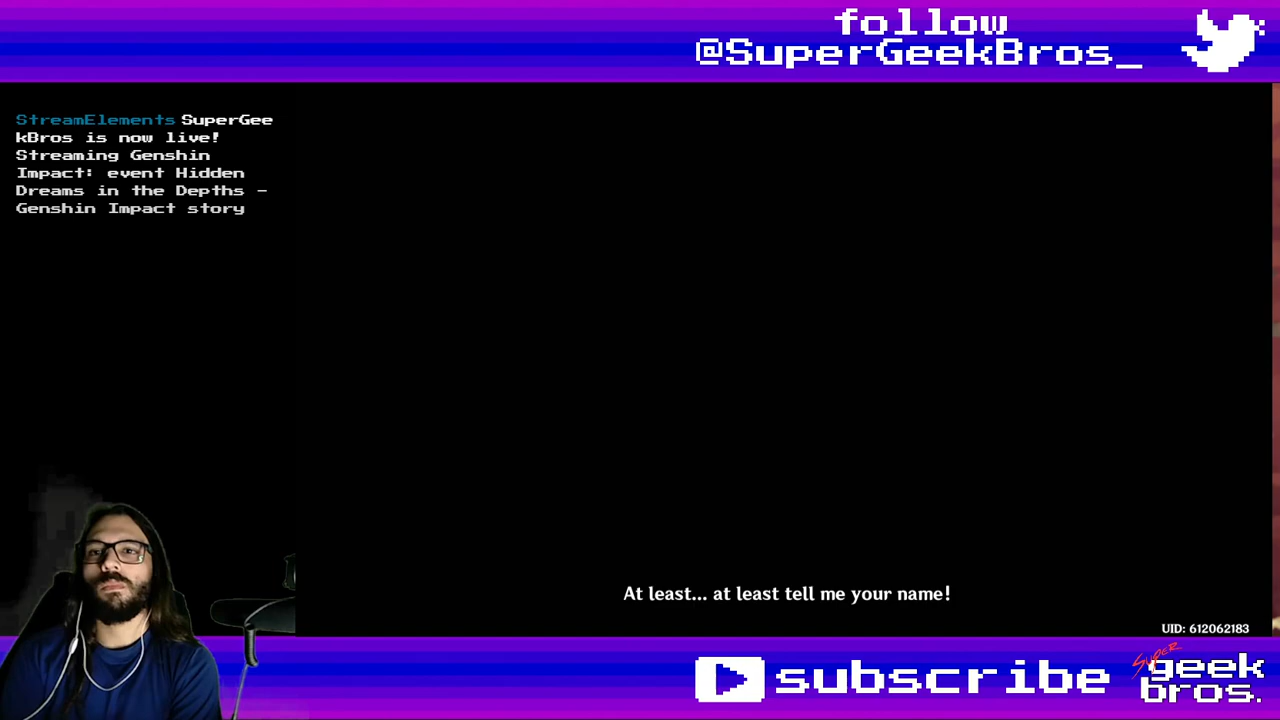 follow
@SuperGeekBros_
StreamElements SuperGee
kBros is now live!
Streaming Genshin
Impact: event Hidden
Dreams in the Depths -
Genshin Impact story
At least... at least tell me your name!
UID: 612062183
subscribe
SUPER
geek
bros.